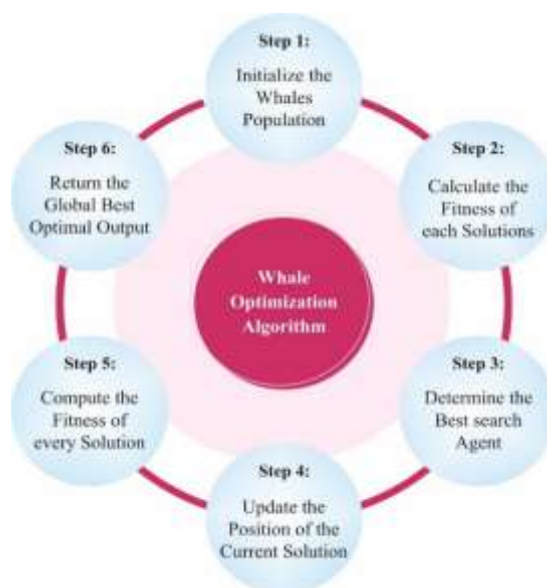 Step 1:
Initialize the
Whales
Population
Step 2:
Calculate the
Fitness of
each Solutions
Step 3:
Determine the
Best search
Agent
Step 4:
Update the
Position of the
Current Solution
Step 5:
Compute the
Fitness of
every Solution
Step 6:
Return the
Global Best
Optimal Output
Whale
Optimization
Algorithm